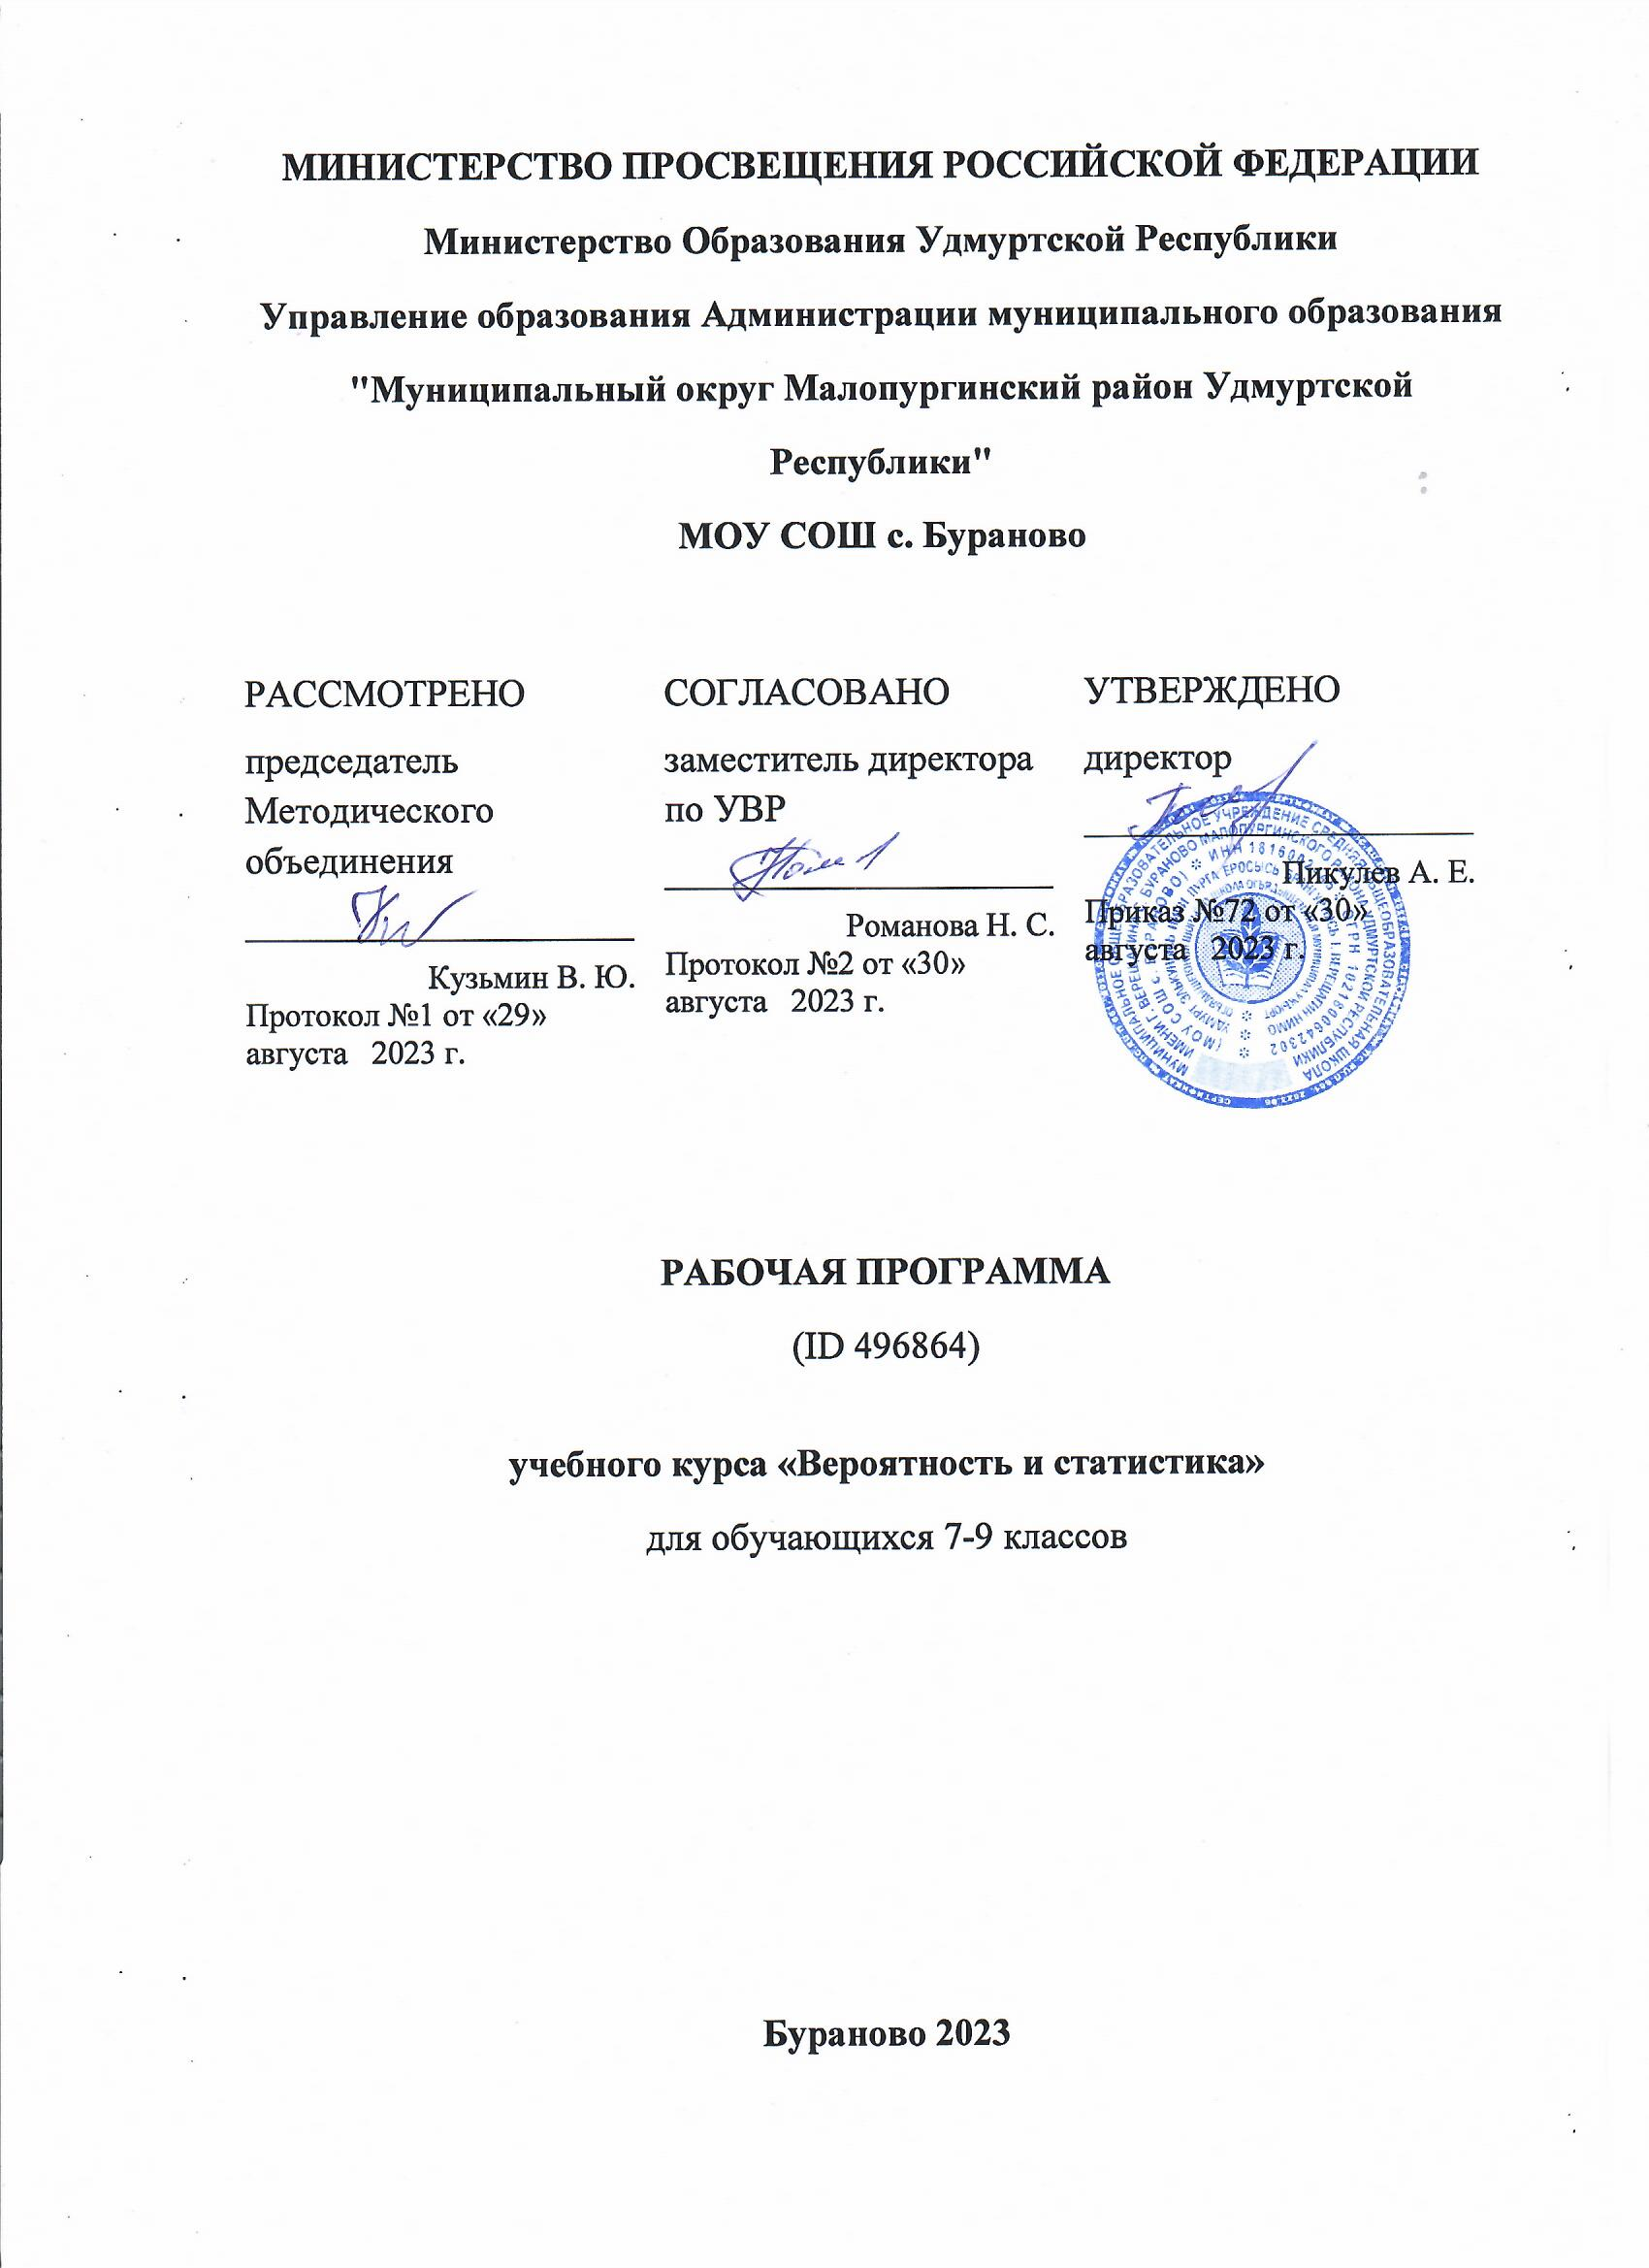 МИНИСТЕРСТВО ПРОСВЕЩЕНИЯ РОССИЙСКОЙ ФЕДЕРАЦИИ
Министерство Образования Удмуртской Республики
Управление образования Администрации муниципального образования
"Муниципальный округ Малопургинский район Удмуртской
Республики"
МОУ СОШ с. Бураново
РАССМОТРЕНО
председатель
Методического
объединения
Кузьмин В. Ю.
Протокол №1 от «29»
августа 2023 г.
СОГЛАСОВАНО
заместитель директора
по УВР
Романова Н. С.
Протокол №2 от «30»
августа 2023 г.
УТВЕРЖДЕНО
директор
Пикулев А. Е.
Приказ №72 от «30»
августа 2023 г.
РАБОЧАЯ ПРОГРАММА
(ID 496864)
учебного курса «Вероятность и статистика»
для обучающихся 7-9 классов
Бураново 2023